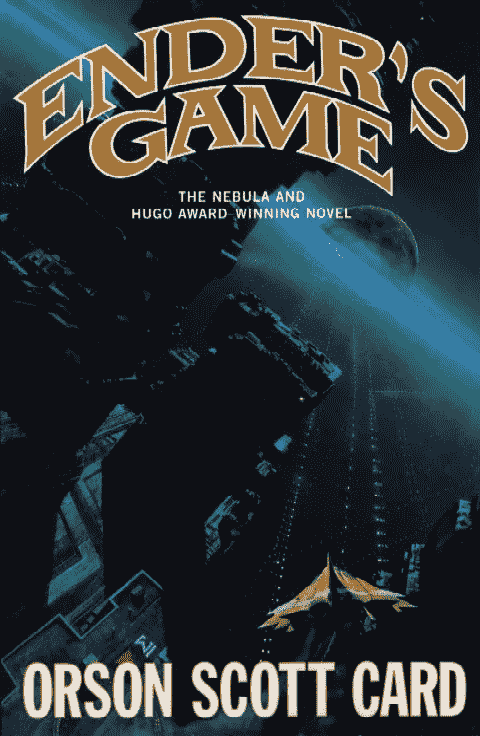 ENDER'S
GAME
THE NEBULA AND
HUGO AWARD-WINNING NOVEL
ORSON SCOTT CARD